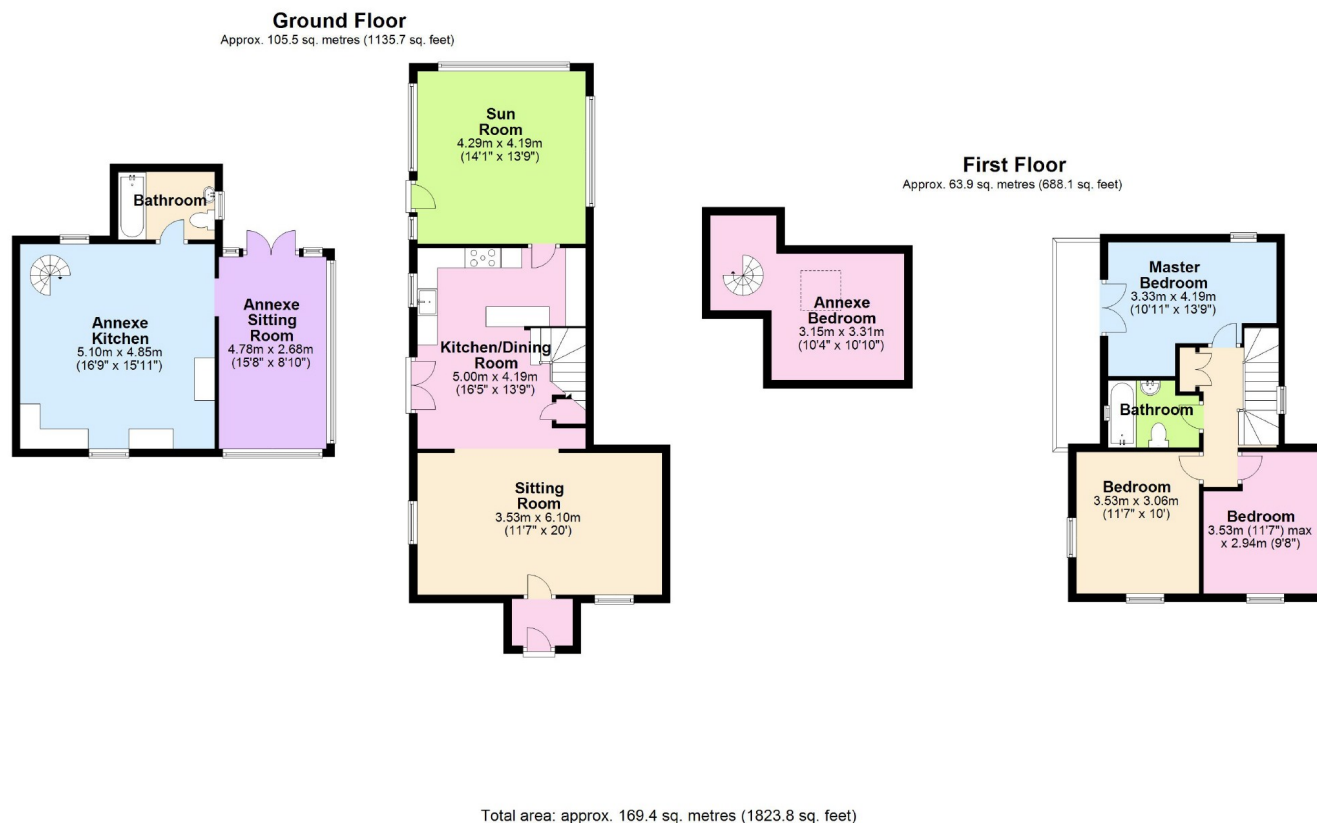 Ground Floor
Approx. 105.5 sq. metres (1135.7 sq. feet)
Sun
Room
4.29m x 4.19m
(14'1" x 13'9")
Bathroom
Annexe
Kitchen
5.10m x 4.85m
(16'9" x 15'11")
Annexe
Sitting
Room
4.78m x 2.68m
(15'8" x 8'10")
Kitchen/Dining
Room
5.00m x 4.19m
(16'5" x 13'9")
Sitting
Room
3.53m x 6.10m
(11'7" x 20')
First Floor
Approx. 63.9 sq. metres (688.1 sq. feet)
Annexe
Bedroom
3.15m x 3.31m
(10'4" x 10'10")
Master
Bedroom
3.33m x 4.19m
(10'11" x 13'9")
Bathroom
Bedroom
3.53m x 3.06m
(11'7" x 10')
Bedroom
3.53m (11'7") max
x 2.94m (9'8")
Total area: approx. 169.4 sq. metres (1823.8 sq. feet)